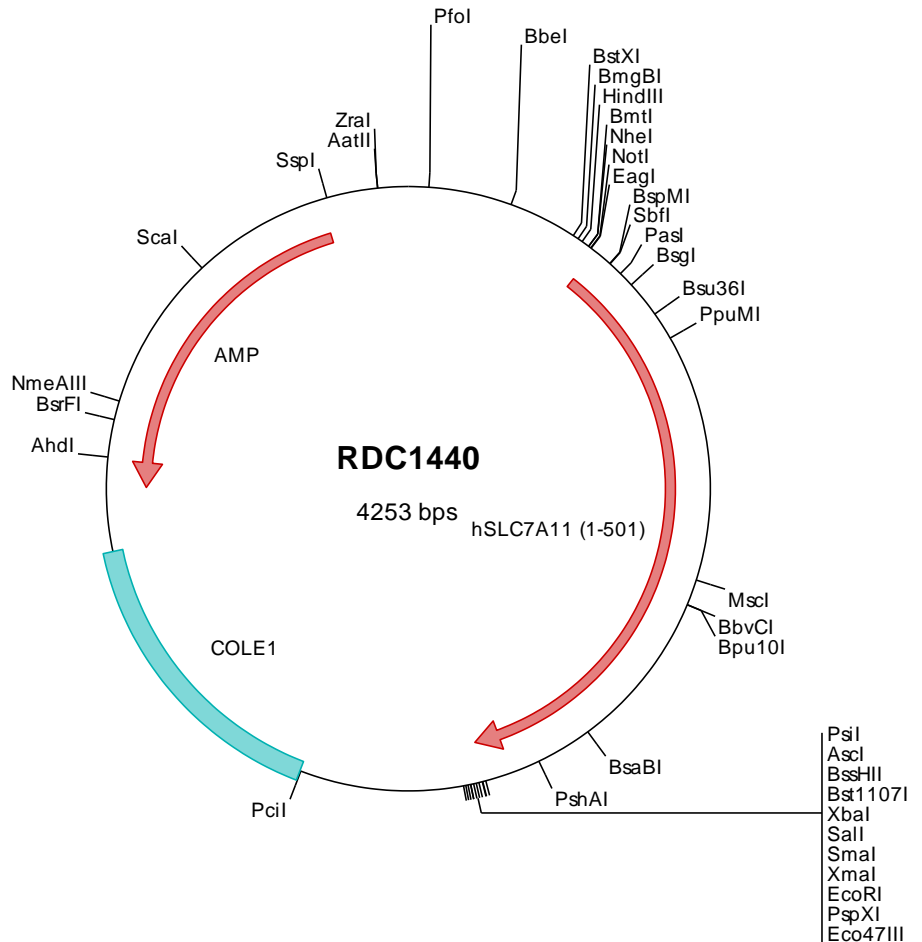 PfoI
BbeI
BstXI
BmgBI
HindIII
BmtI
NheI
NotI
EagI
BspMI
SbfI
PasI
BsgI
Bsu36I
PpuMI
ZraI
AatII
SspI
ScaI
AMP
NmeAIII
BsrFI
AhdI
RDC1440
4253 bps
hSLC7A11 (1-501)
MscI
BbvCI
Bpu10I
COLE1
BsaBI
PshAI
PciI
PsiI
AscI
BssHII
Bst1107I
XbaI
SalI
SmaI
XmaI
EcoRI
PspXI
Eco47III